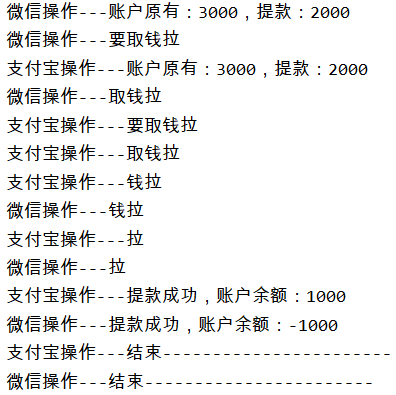 微信操作---账户原有：3000，提款：2000
微信操作---要取钱拉
支付宝操作---账户原有：3000，提款：2000
微信操作---取钱拉
支付宝操作---要取钱拉
支付宝操作---取钱拉
支付宝操作---钱拉
微信操作---钱拉
支付宝操作---拉
微信操作---拉
支付宝操作---提款成功，账户余额：1000
微信操作---提款成功，账户余额：-1000
支付宝操作---结束-----------------------
微信操作---结束-----------------------